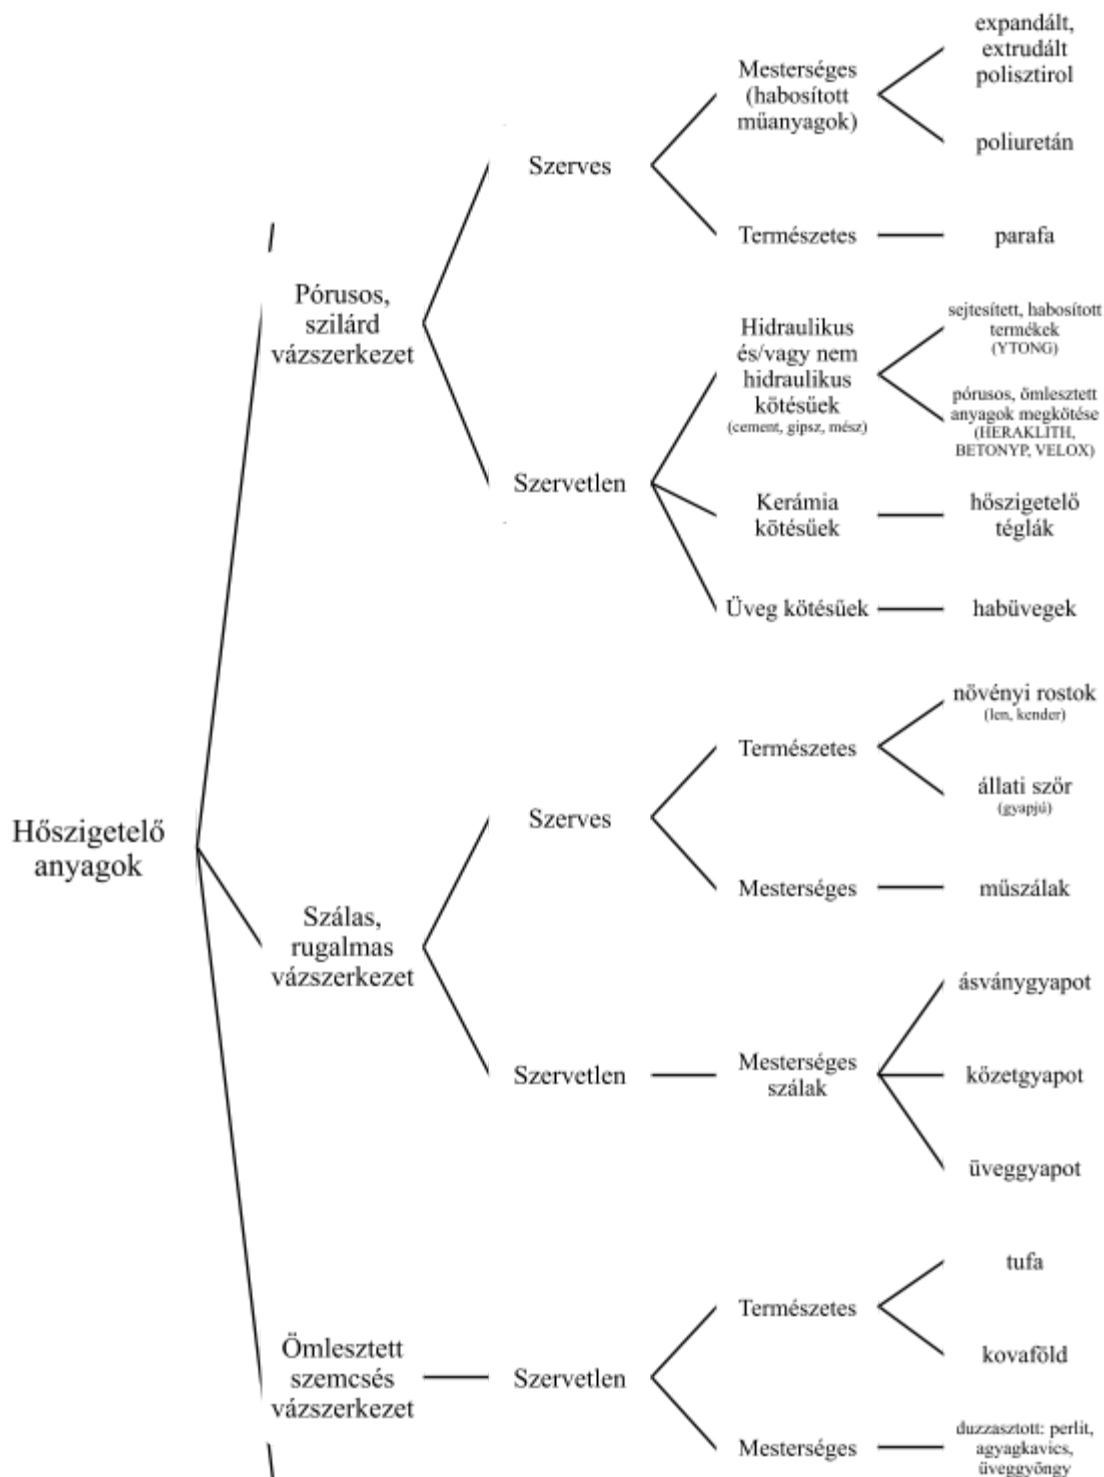 Hőszigetelő
anyagok
Pórusos,
szilárd
vázszerkezet
Szerves
Mesterséges
(habosított
műanyagok)
expandált,
extrudált
polisztirol
poliuretán
Természetes
parafa
Szervetlen
Hidraulikus
és/vagy nem
hidraulikus
kötésűek
(cement, gipsz, mész)
sejtesített, habosított
termékek
(YTONG)
pórusos, ömlesztett
anyagok megkötése
(HERAKLITH,
BETONYP, VELOX)
Kerámia
kötésűek
hőszigetelő
téglák
Üveg kötésűek
habüvegek
Szálas,
rugalmas
vázszerkezet
Szerves
Természetes
növényi rostok
(len, kender)
állati szőr
(gyapjú)
Mesterséges
műszálak
Szervetlen
Mesterséges
szálak
ásványgyapot
kőzetgyapot
üveggyapot
Ömlesztett
szemcsés
vázszerkezet
Szervetlen
Természetes
tufa
kovaföld
Mesterséges
duzzasztott: perlit,
agyagkavics,
üveggyöngy